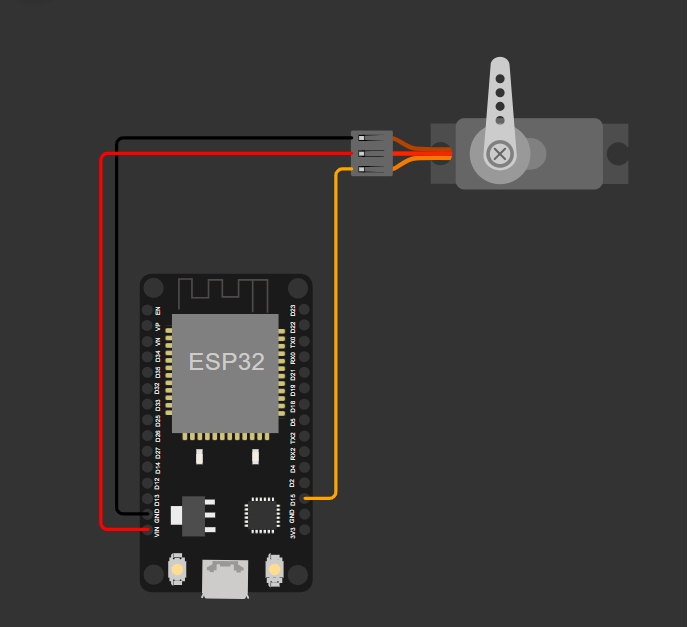 ESP32
EN
VP
VN
D34
D35
D32
D33
D25
D26
D27
D14
D12
D13
GND
VIN
D23
D22
TX0
RX0
D21
D19
D18
D5
TX2
RX2
D4
D2
D15
GND
3V3